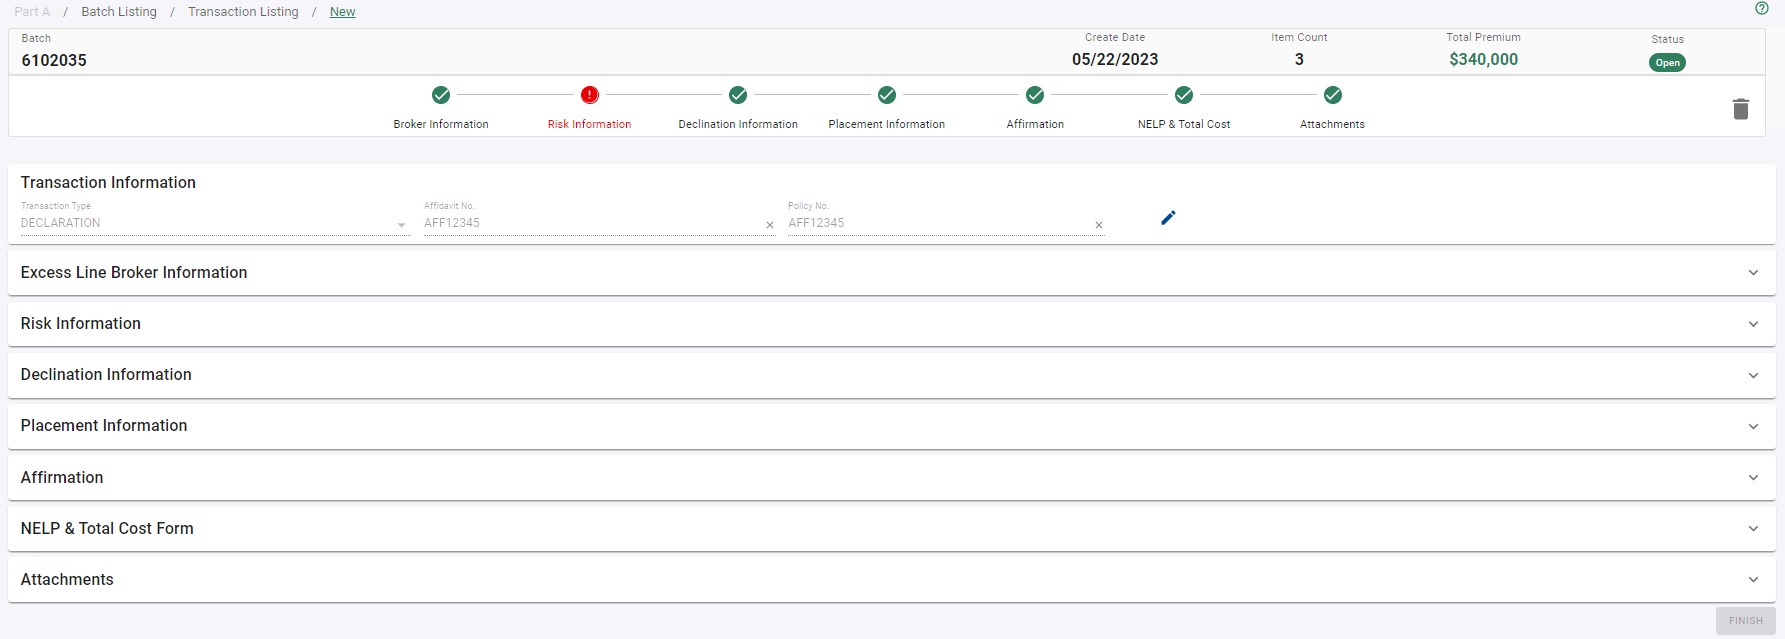 Part A / Batch Listing / Transaction Listing / New
Batch
6102035
Create Date
05/22/2023
Item Count
3
Total Premium
$340,000
Status
Open
Broker Information
Risk Information
Declination Information
Placement Information
Affirmation
NELP & Total Cost
Attachments
Transaction Information
Transaction Type
DECLARATION
Affidavit No.
AFF12345
Policy No.
AFF12345
Excess Line Broker Information
Risk Information
Declination Information
Placement Information
Affirmation
NELP & Total Cost Form
Attachments
FINISH